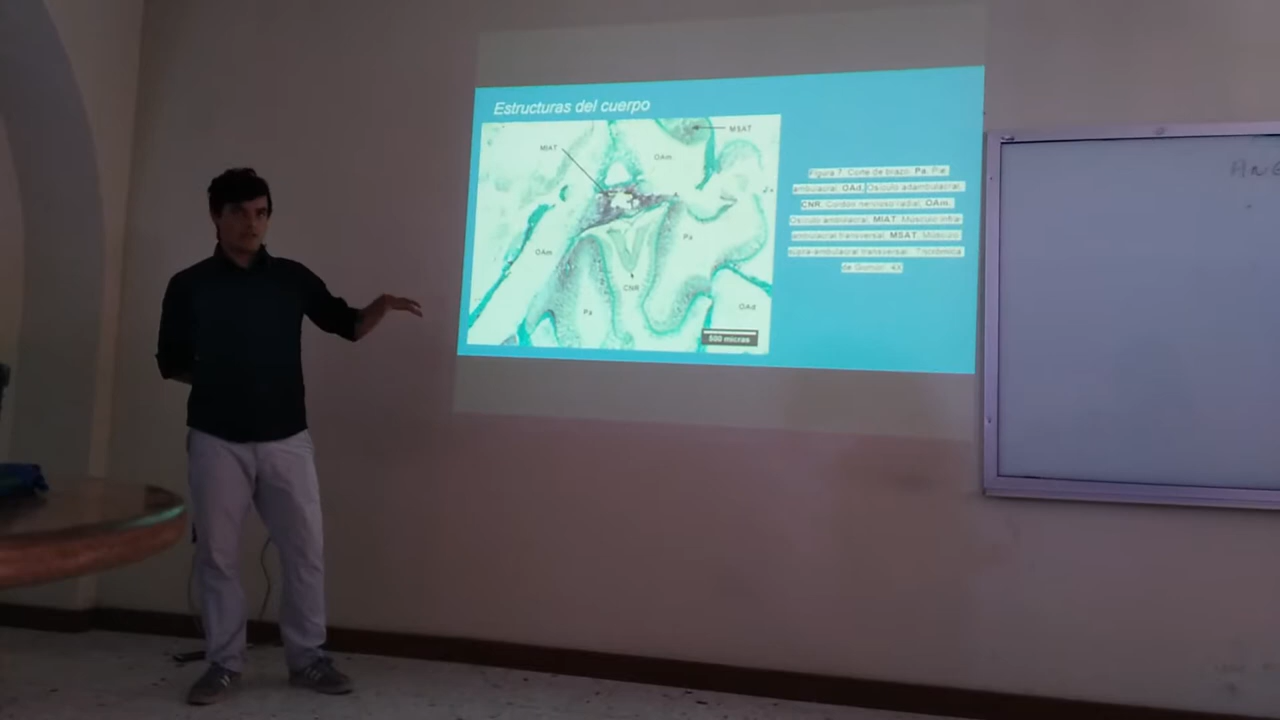 Estructuras del cuerpo
MSAT
MIAT
OAm
Pa
OAm
CNR
Pa
OAd
500 micras
Figura 7. Corte de brazo. Pa. Pie
ambulacral. OAd. Osículo adambulacral.
CNR. Cordón nervioso radial. OAm.
Osículo ambulacral. MIAT. Músculo infra-
ambulacral transversal. MSAT. Músculo
supra-ambulacral transversal. Tricrómica
de Gomori. 4X